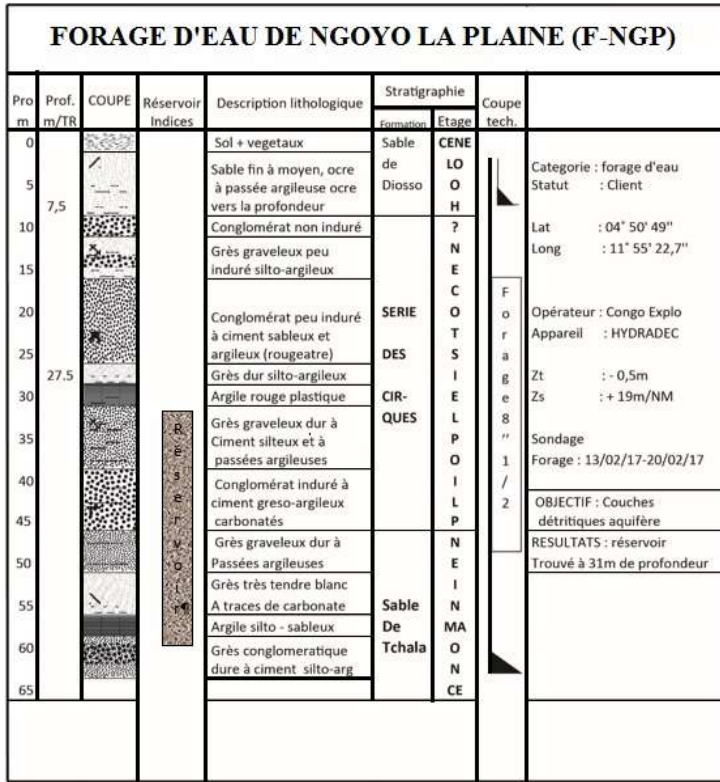 FORAGE D'EAU DE NGOYO LA PLAINE (F-NGP)
Pro
m
Prof.
m/TR
COUPE
Réservoir
Indices
Description lithologique
Stratigraphie
Formation
Etage
Coupe
tech.
0
5
10
15
20
25
30
35
40
45
50
55
60
65
7,5
27.5
Réservoir
Sol + vegetaux
Sable fin à moyen, ocre
à passée argileuse ocre
vers la profondeur
Conglomérat non induré
Grès graveleux peu
induré silto-argileux
Conglomérat peu induré
à ciment sableux et
argileux (rougeatre)
Grès dur silto-argileux
Argile rouge plastique
Grès graveleux dur à
Ciment silteux et à
passées argileuses
Conglomérat induré à
ciment greso-argileux
carbonatés
Grès graveleux dur à
Passées argileuses
Grès très tendre blanc
A traces de carbonate
Argile silto - sableux
Grès conglomeratique
dure à ciment silto-arg
Sable
de
Diosso
SERIE
DES
CIR-
QUES
Sable
De
Tchala
CENE
LO
O
H
?
N
E
C
O
T
S
I
E
L
P
O
I
L
P
N
E
I
N
MA
O
N
CE
Forage 8" 1/2
Categorie : forage d'eau
Statut : Client
Lat : 04° 50' 49"
Long : 11° 55' 22,7"
Opérateur : Congo Explo
Appareil : HYDRADEC
Zt : - 0,5m
Zs : + 19m/NM
Sondage
Forage : 13/02/17-20/02/17
OBJECTIF : Couches
détritiques aquifère
RESULTATS : réservoir
Trouvé à 31m de profondeur